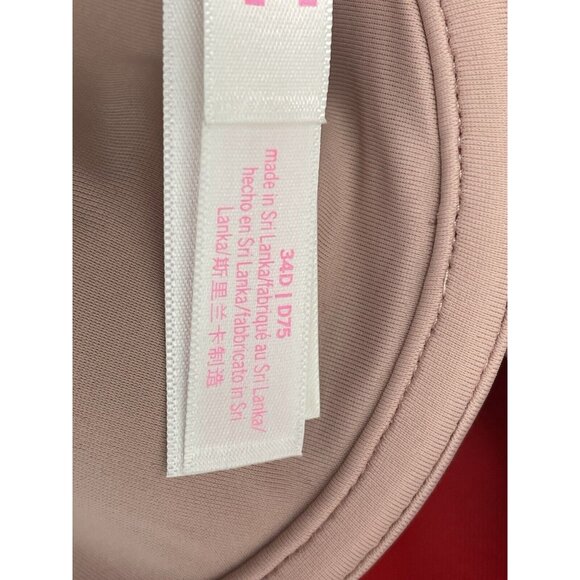 34D | D75
made in Sri Lanka/fabriqué au Sri Lanka/
hecho en Sri Lanka/fabbricato in Sri
Lanka/斯里兰卡制造